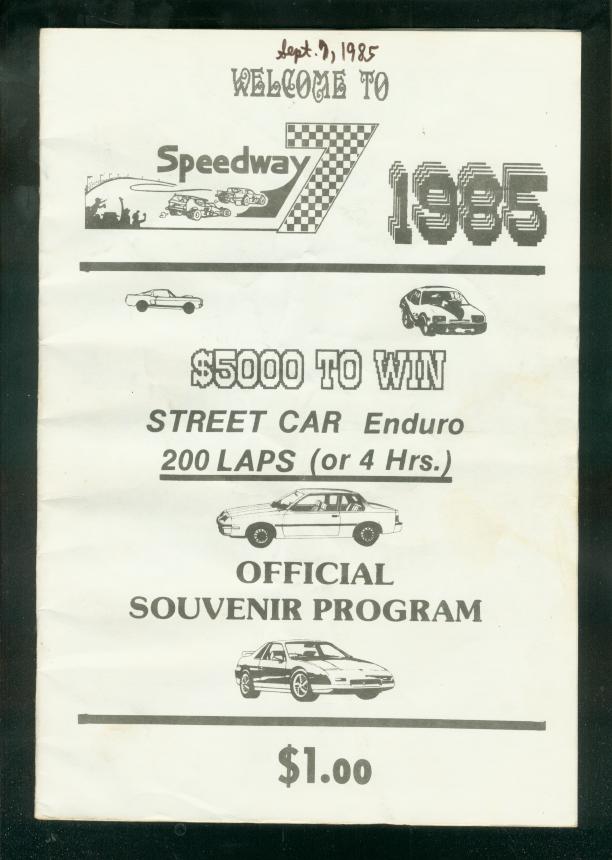 Sept. 7, 1985
WELCOME TO
Speedway 7 1985
$5000 TO WIN
STREET CAR Enduro
200 LAPS (or 4 Hrs.)
OFFICIAL
SOUVENIR PROGRAM
$1.00